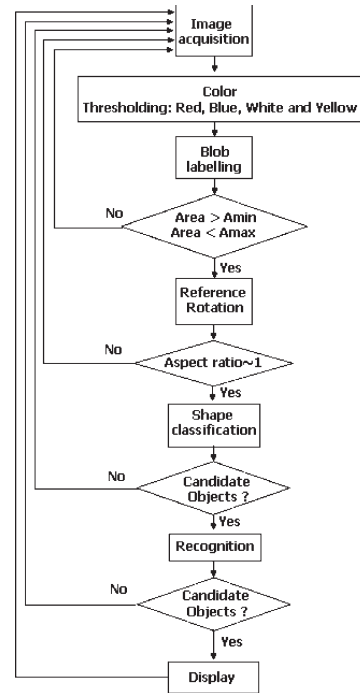 Image
acquisition
Color
Thresholding: Red, Blue, White and Yellow
Blob
labelling
No
Area > Amin
Area < Amax
Yes
Reference
Rotation
No
Aspect ratio~1
Yes
Shape
classification
No
Candidate
Objects ?
Yes
Recognition
No
Candidate
Objects ?
Yes
Display